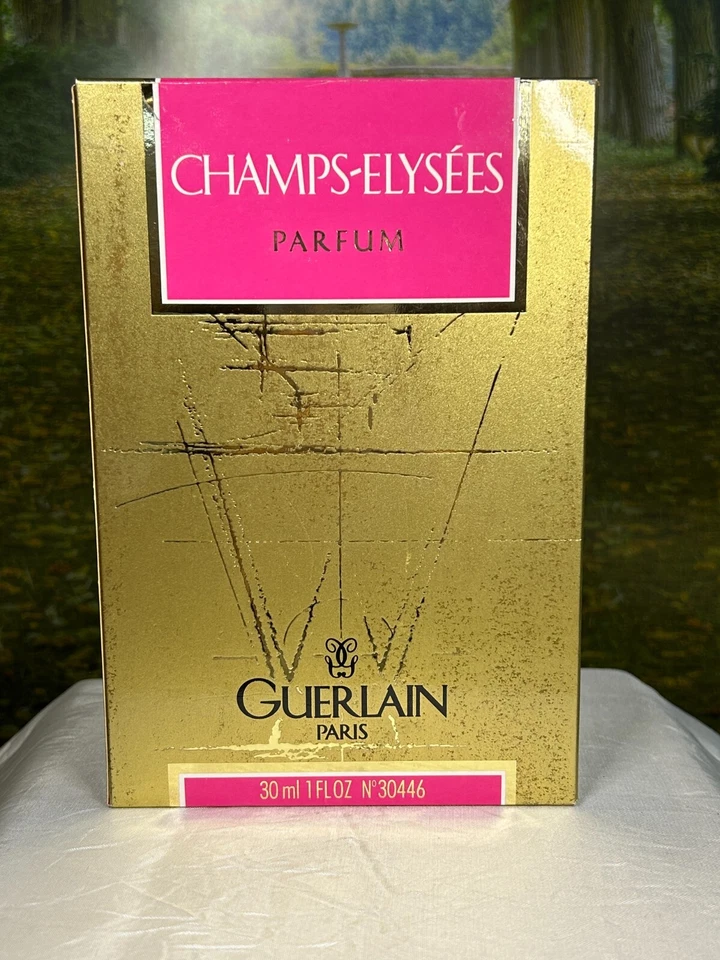 CHAMPS-ELYSÉES
PARFUM
GUERLAIN
PARIS
30 ml 1 FL OZ N°30446